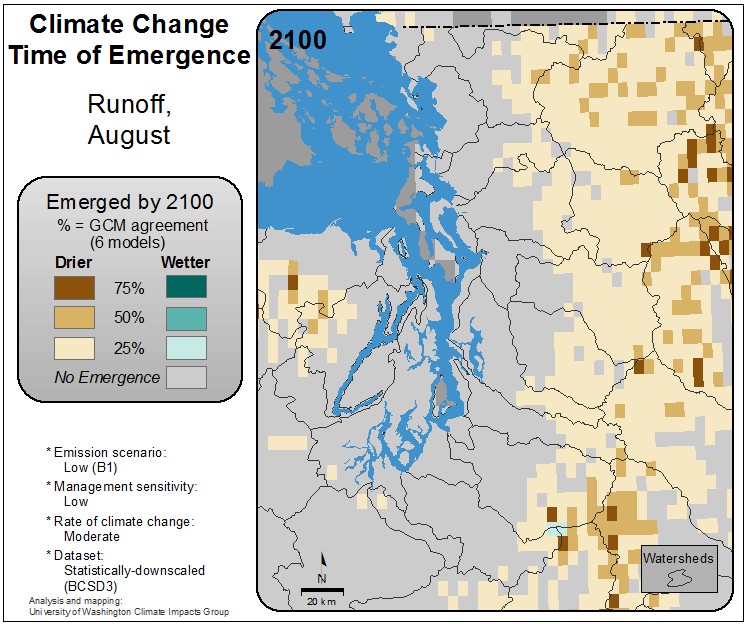 Climate Change
Time of Emergence
Runoff,
August
Emerged by 2100
% = GCM agreement
(6 models)
Drier
Wetter
75%
50%
25%
No Emergence
* Emission scenario:
Low (B1)
* Management sensitivity:
Low
* Rate of climate change:
Moderate
* Dataset:
Statistically-downscaled
(BCSD3)
Analysis and mapping:
University of Washington Climate Impacts Group
2100
N
20 km
Watersheds